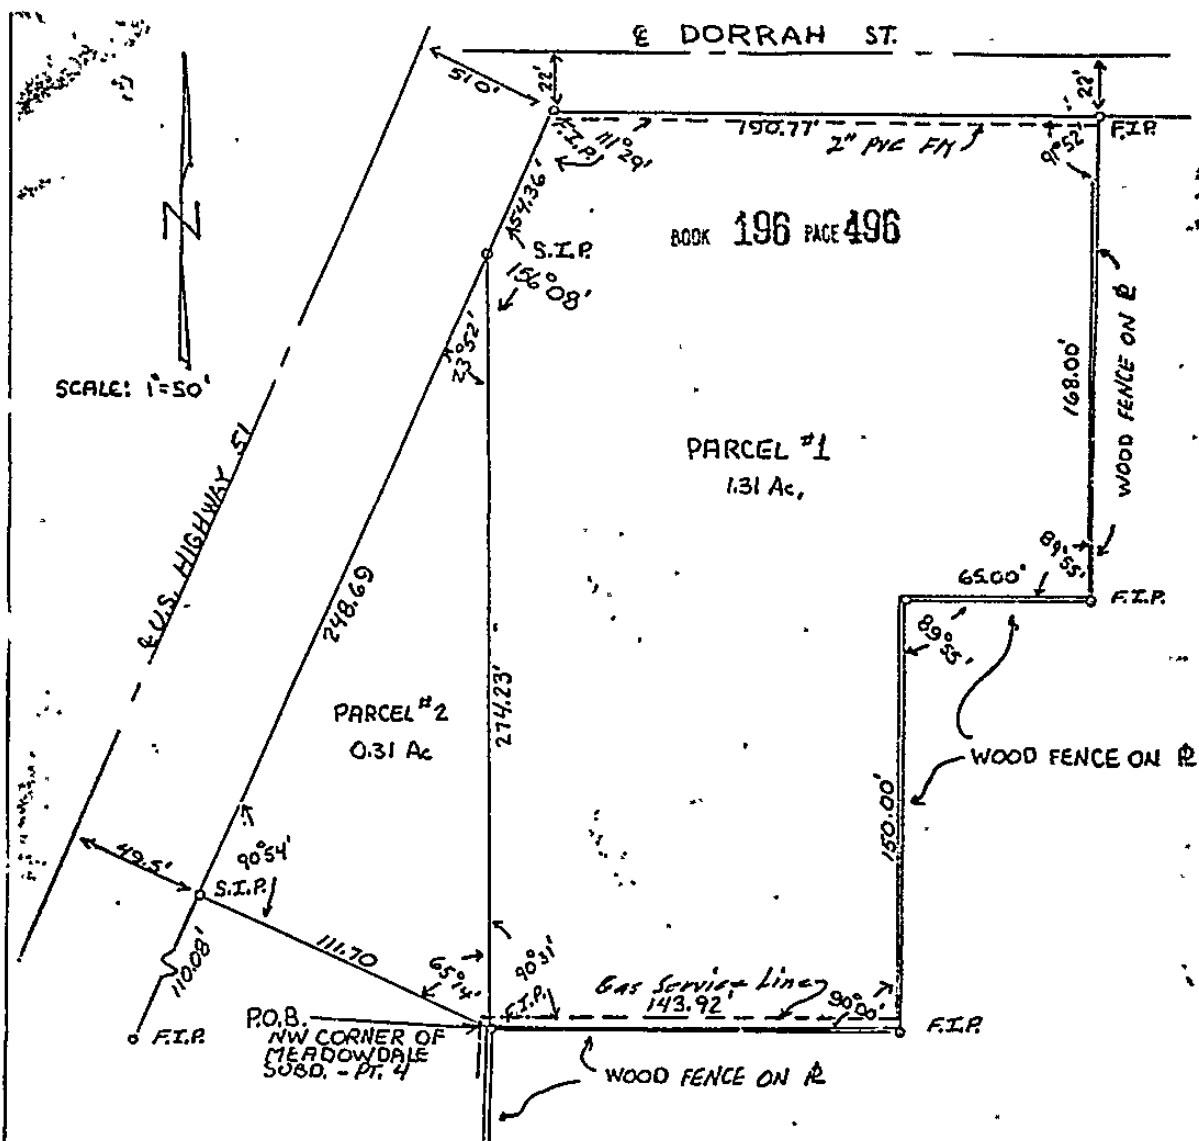 ℄ DORRAH ST.
51.0'
22'
22'
F.I.P.
111°29'
190.77'
2" PVC FM
91°52'
F.I.P.
54.36'
BOOK 196 PAGE 496
S.I.P.
156°08'
23°52'
SCALE: 1"=50'
WOOD FENCE ON ⅊
168.00'
PARCEL #1
1.31 Ac.
℄ U.S. HIGHWAY 51
248.69
89°55'
65.00'
F.I.P.
89°55'
274.23'
PARCEL #2
0.31 Ac
WOOD FENCE ON ⅊
150.00'
49.5'
90°54'
S.I.P.
111.70
110.08'
65°14'
90°31'
F.I.P.
Gas Service Line
143.92'
90°00'
F.I.P.
F.I.P.
P.O.B.
NW CORNER OF
MEADOWDALE
SUBD. - PT. 4
WOOD FENCE ON ⅊